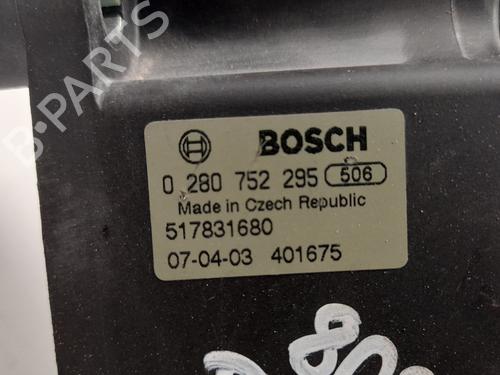 BOSCH
0 280 752 295 506
Made in Czech Republic
517831680
07-04-03 401675
B-PARTS